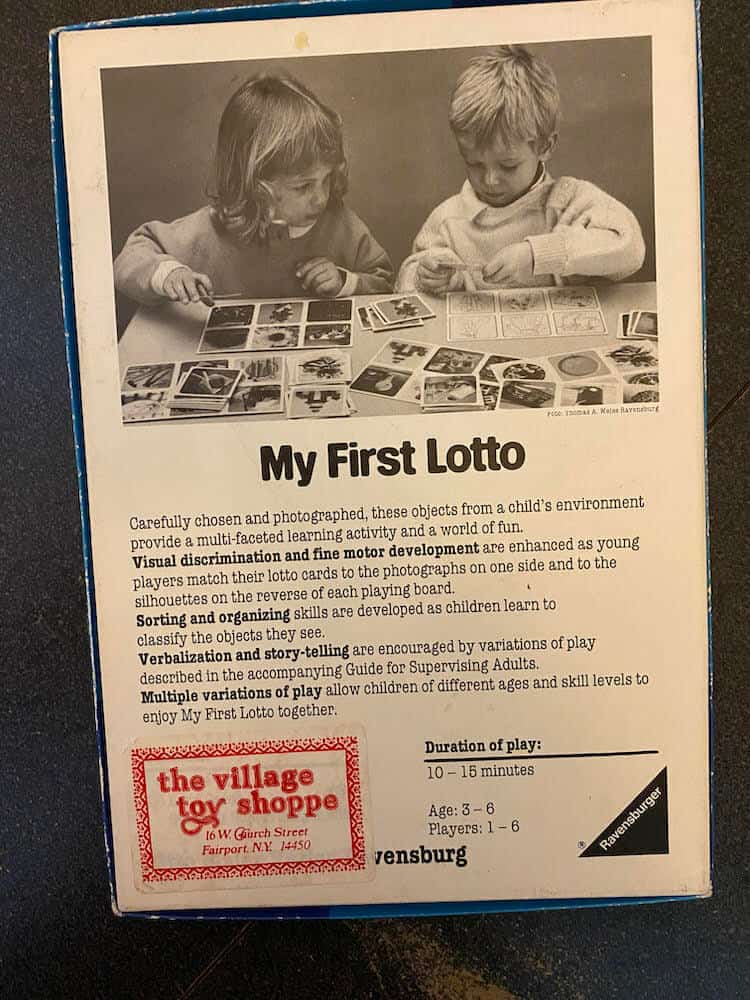 Foto: Thomas A. Weiss Ravensburg
My First Lotto
Carefully chosen and photographed, these objects from a child's environment
provide a multi-faceted learning activity and a world of fun.
Visual discrimination and fine motor development are enhanced as young
players match their lotto cards to the photographs on one side and to the
silhouettes on the reverse of each playing board.
Sorting and organizing skills are developed as children learn to
classify the objects they see.
Verbalization and story-telling are encouraged by variations of play
described in the accompanying Guide for Supervising Adults.
Multiple variations of play allow children of different ages and skill levels to
enjoy My First Lotto together.
the village
toy shoppe
16 W. Church Street
Fairport, N.Y. 14450
Duration of play:
10 – 15 minutes
Age: 3 – 6
Players: 1 – 6
vensburg
® Ravensburger